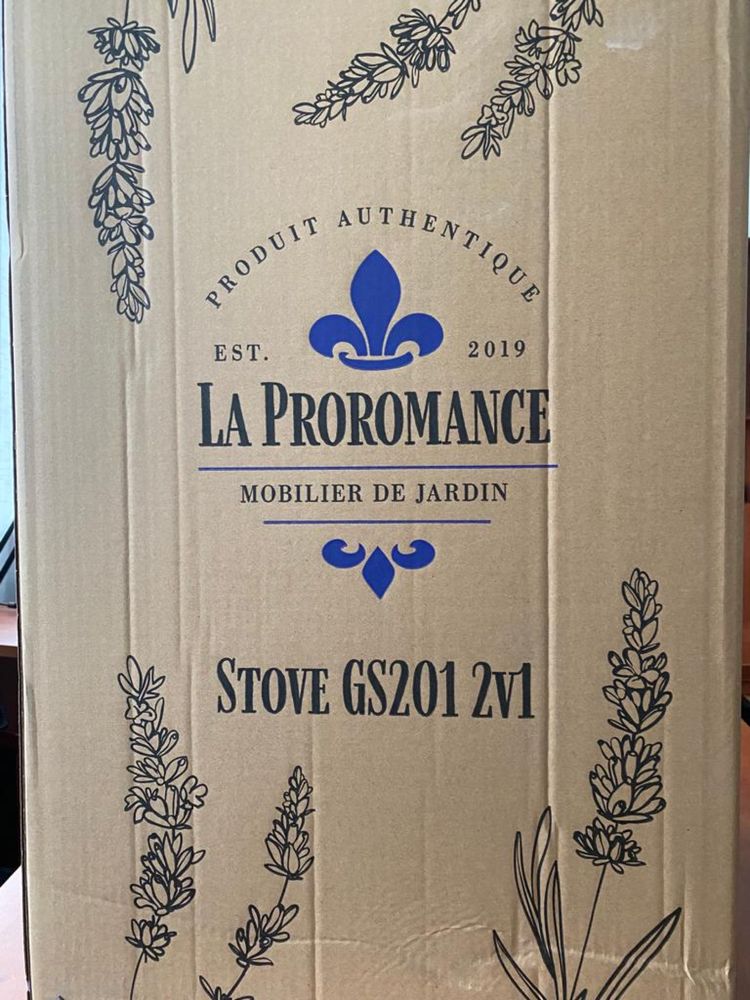 PRODUIT AUTHENTIQUE
EST. 2019
LA PROROMANCE
MOBILIER DE JARDIN
STOVE GS201 2V1